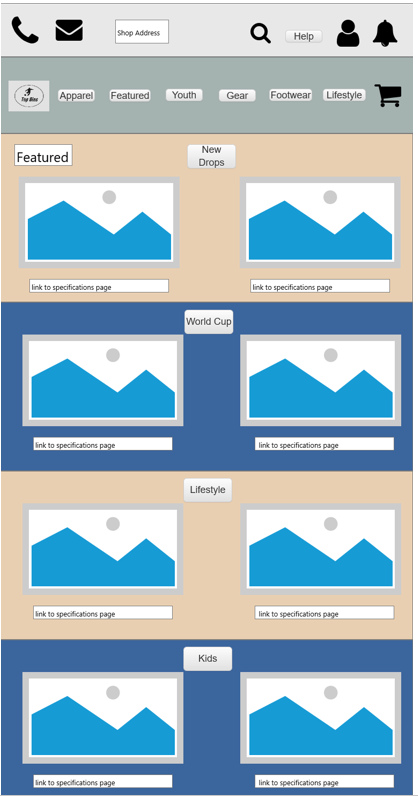 Shop Address
Help
Top Bins
Apparel
Featured
Youth
Gear
Footwear
Lifestyle
Featured
New
Drops
link to specifications page
link to specifications page
World Cup
link to specifications page
link to specifications page
Lifestyle
link to specifications page
link to specifications page
Kids
link to specifications page
link to specifications page